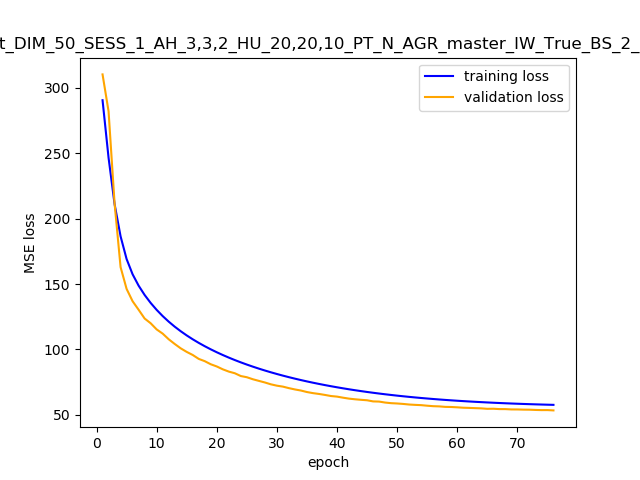 t_DIM_50_SESS_1_AH_3,3,2_HU_20,20,10_PT_N_AGR_master_IW_True_BS_2_
training loss
validation loss
300
250
200
150
100
50
MSE loss
0 10 20 30 40 50 60 70
epoch